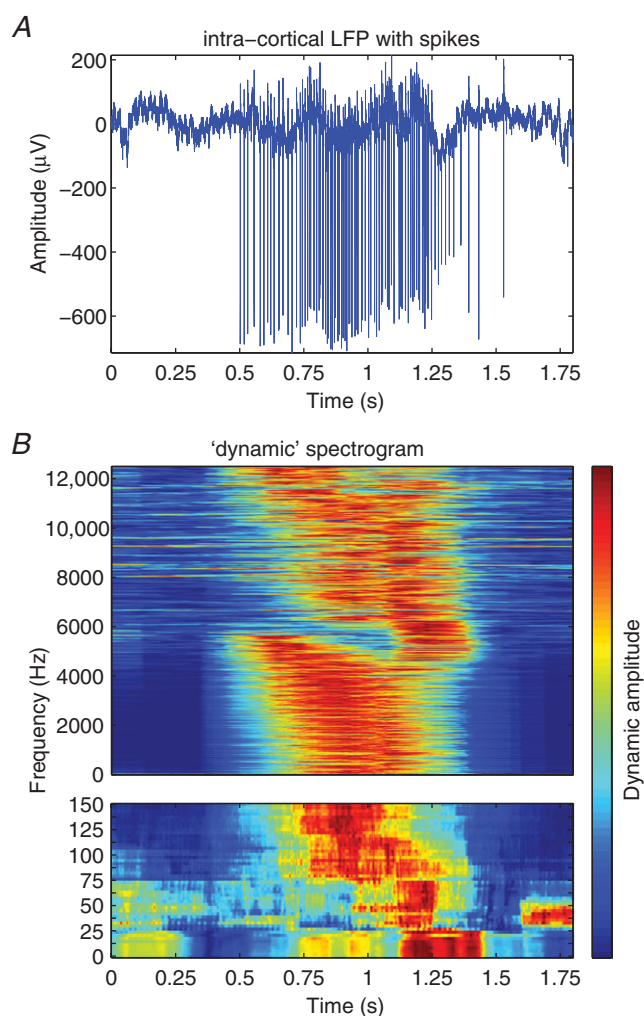 A
intra-cortical LFP with spikes
Amplitude (μV)
200
0
−200
−400
−600
0 0.25 0.5 0.75 1 1.25 1.5 1.75
Time (s)
B
'dynamic' spectrogram
Frequency (Hz)
12,000
10,000
8000
6000
4000
2000
0
150
125
100
75
50
25
0
0 0.25 0.5 0.75 1 1.25 1.5 1.75
Time (s)
Dynamic amplitude